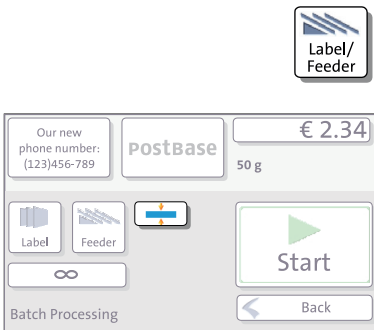 Label/
Feeder
Our new
phone number:
(123)456-789
POSTBASE
€ 2.34
50 g
Label
Feeder
∞
Start
Batch Processing
Back